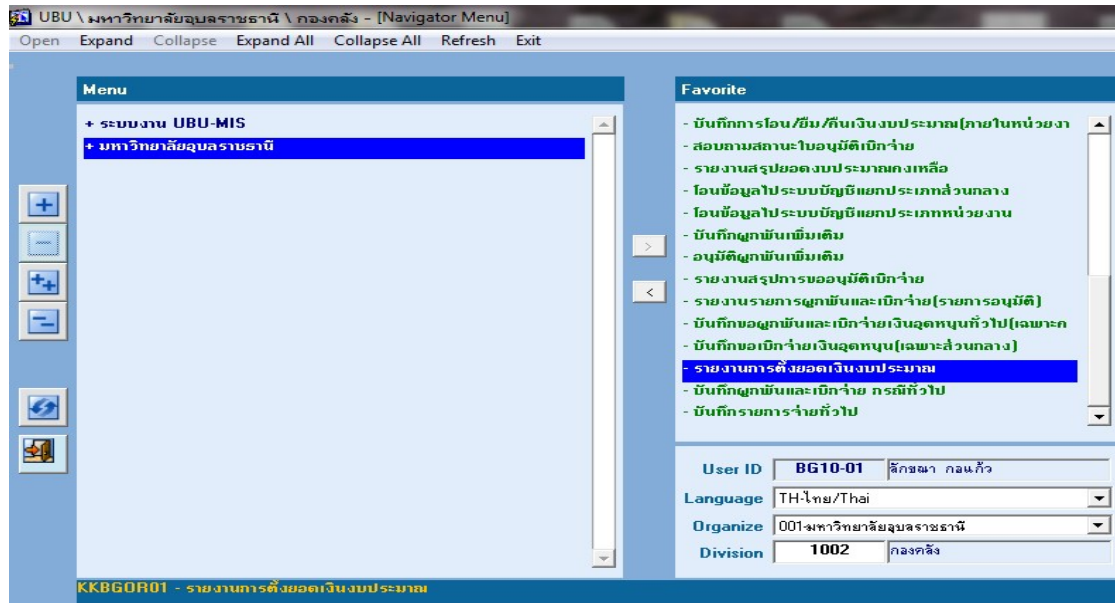 UBU \ มหาวิทยาลัยอุบลราชธานี \ กองคลัง - [Navigator Menu]
Open Expand Collapse Expand All Collapse All Refresh Exit
Menu
+ ระบบงาน UBU-MIS
+ มหาวิทยาลัยอุบลราชธานี
Favorite
- บันทึกการโอน/ยืม/คืนเงินงบประมาณ(ภายในหน่วยงา
- สอบถามสถานะใบอนุมัติเบิกจ่าย
- รายงานสรุปยอดงบประมาณคงเหลือ
- โอนข้อมูลไประบบบัญชีแยกประเภทส่วนกลาง
- โอนข้อมูลไประบบบัญชีแยกประเภทหน่วยงาน
- บันทึกผูกพันเพิ่มเติม
- อนุมัติผูกพันเพิ่มเติม
- รายงานสรุปการขออนุมัติเบิกจ่าย
- รายงานรายการผูกพันและเบิกจ่าย(รายการอนุมัติ)
- บันทึกขอผูกพันและเบิกจ่ายเงินอุดหนุนทั่วไป(เฉพาะก
- บันทึกขอเบิกจ่ายเงินอุดหนุน(เฉพาะส่วนกลาง)
- รายงานการตั้งยอดเงินงบประมาณ
- บันทึกผูกพันและเบิกจ่าย กรณีทั่วไป
- บันทึกรายการจ่ายทั่วไป
> 
<
User ID BG10-01 ลักขณา กอแก้ว
Language TH-ไทย/Thai
Organize 001-มหาวิทยาลัยอุบลราชธานี
Division 1002 กองคลัง
KKBGOR01 - รายงานการตั้งยอดเงินงบประมาณ